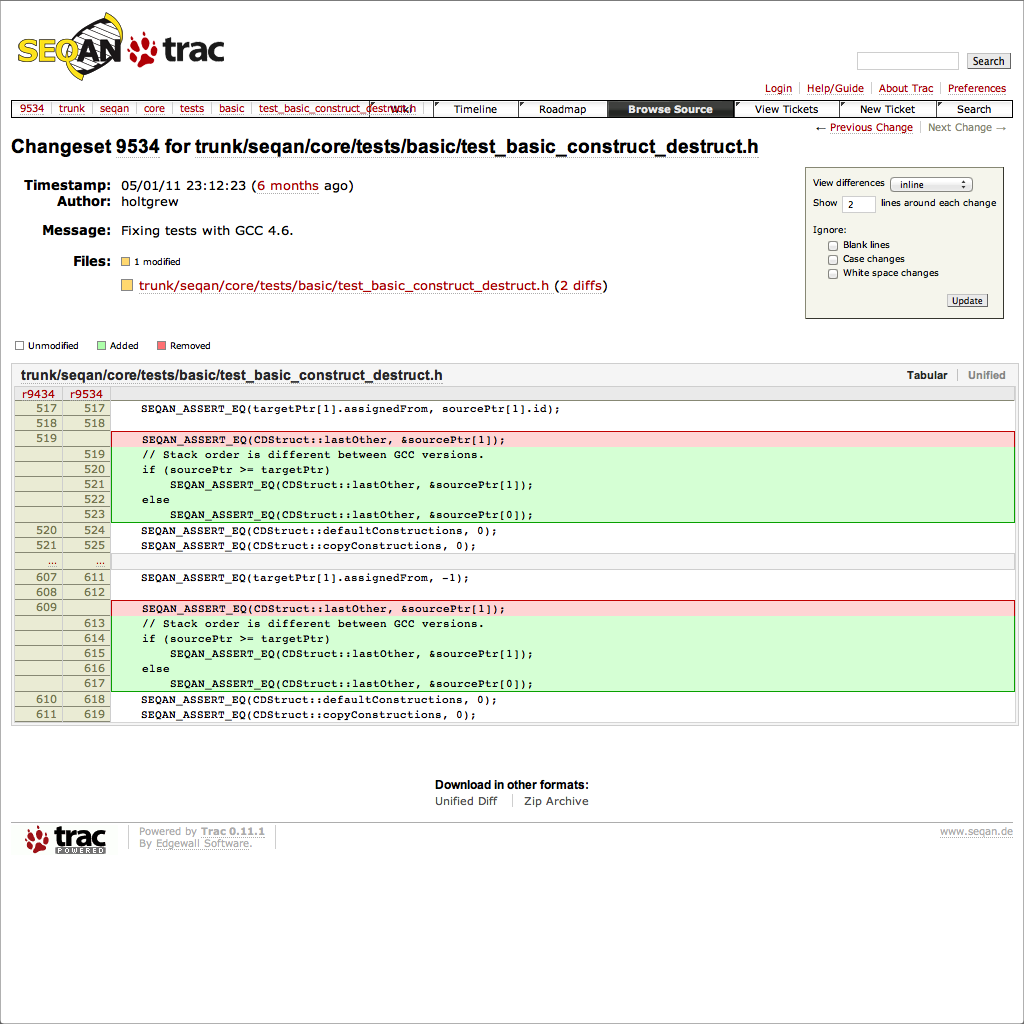 SEQAN trac
Search
Login Help/Guide About Trac Preferences
9534 trunk seqan core tests basic test_basic_construct_destruct.h Wiki Timeline Roadmap Browse Source View Tickets New Ticket Search
← Previous Change Next Change →
Changeset 9534 for trunk/seqan/core/tests/basic/test_basic_construct_destruct.h
Timestamp: 05/01/11 23:12:23 (6 months ago)
Author: holtgrew
Message: Fixing tests with GCC 4.6.
Files: 1 modified
trunk/seqan/core/tests/basic/test_basic_construct_destruct.h (2 diffs)
View differences inline
Show 2 lines around each change
Ignore:
Blank lines
Case changes
White space changes
Update
Unmodified Added Removed
trunk/seqan/core/tests/basic/test_basic_construct_destruct.h Tabular Unified
r9434 r9534
517 517 SEQAN_ASSERT_EQ(targetPtr[1].assignedFrom, sourcePtr[1].id);
518 518
519 SEQAN_ASSERT_EQ(CDStruct::lastOther, &sourcePtr[1]);
519 // Stack order is different between GCC versions.
520 if (sourcePtr >= targetPtr)
521 SEQAN_ASSERT_EQ(CDStruct::lastOther, &sourcePtr[1]);
522 else
523 SEQAN_ASSERT_EQ(CDStruct::lastOther, &sourcePtr[0]);
520 524 SEQAN_ASSERT_EQ(CDStruct::defaultConstructions, 0);
521 525 SEQAN_ASSERT_EQ(CDStruct::copyConstructions, 0);
… …
607 611 SEQAN_ASSERT_EQ(targetPtr[1].assignedFrom, -1);
608 612
609 SEQAN_ASSERT_EQ(CDStruct::lastOther, &sourcePtr[1]);
613 // Stack order is different between GCC versions.
614 if (sourcePtr >= targetPtr)
615 SEQAN_ASSERT_EQ(CDStruct::lastOther, &sourcePtr[1]);
616 else
617 SEQAN_ASSERT_EQ(CDStruct::lastOther, &sourcePtr[0]);
610 618 SEQAN_ASSERT_EQ(CDStruct::defaultConstructions, 0);
611 619 SEQAN_ASSERT_EQ(CDStruct::copyConstructions, 0);
Download in other formats:
Unified Diff Zip Archive
trac POWERED
Powered by Trac 0.11.1
By Edgewall Software.
www.seqan.de